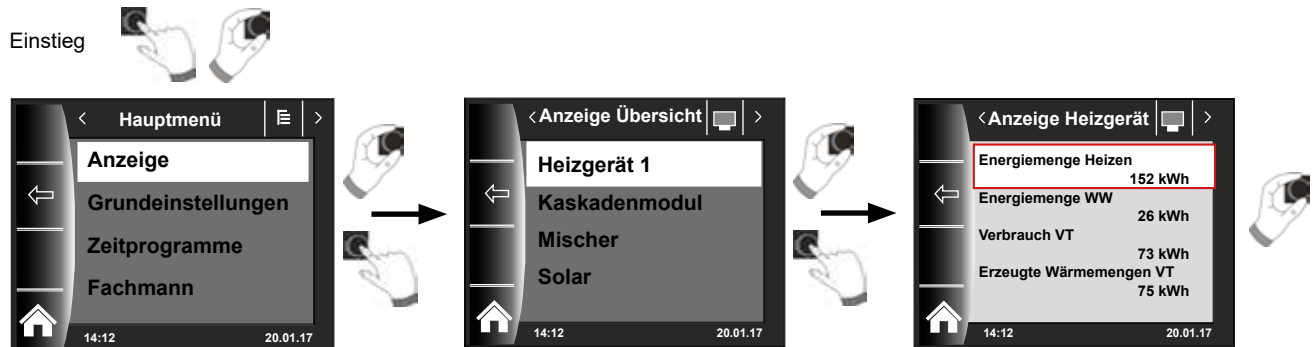 Einstieg
< Hauptmenü >
Anzeige
Grundeinstellungen
Zeitprogramme
Fachmann
14:12 20.01.17
<Anzeige Übersicht >
Heizgerät 1
Kaskadenmodul
Mischer
Solar
14:12 20.01.17
<Anzeige Heizgerät >
Energiemenge Heizen
152 kWh
Energiemenge WW
26 kWh
Verbrauch VT
73 kWh
Erzeugte Wärmemengen VT
75 kWh
14:12 20.01.17